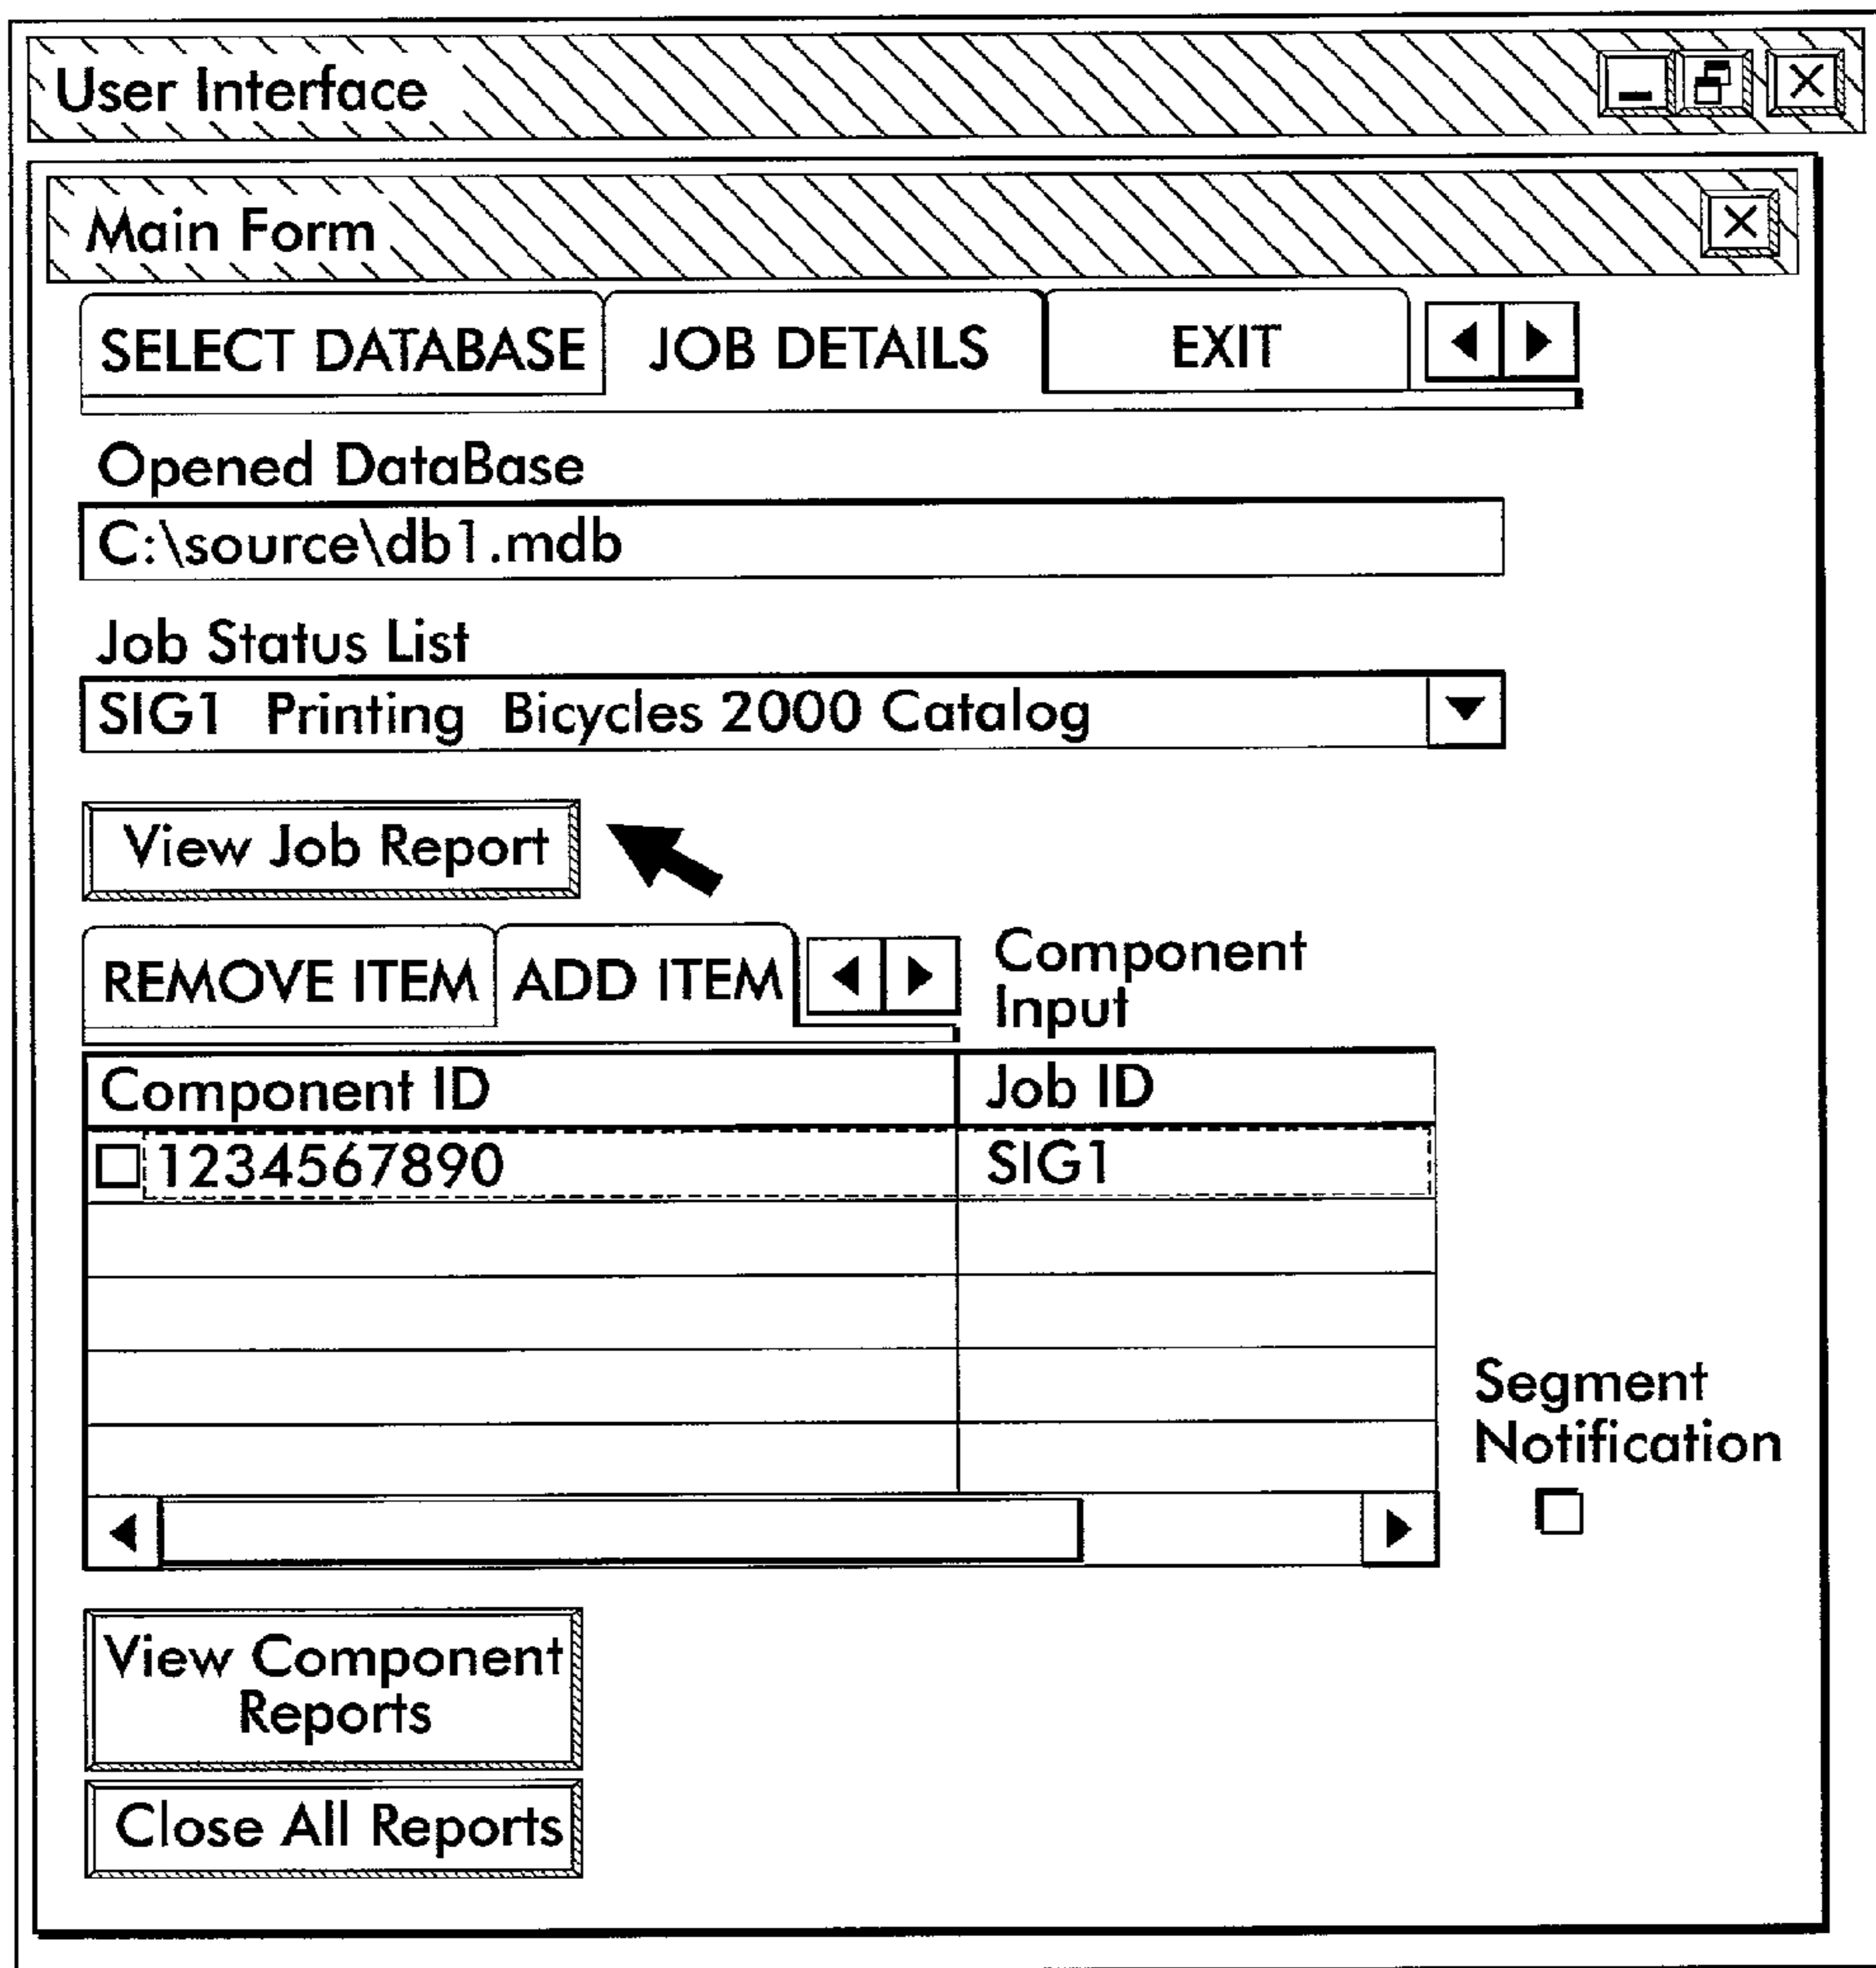 User Interface
Main Form
SELECT DATABASE JOB DETAILS EXIT
Opened DataBase
C:\source\db1.mdb
Job Status List
SIG1 Printing Bicycles 2000 Catalog
View Job Report
REMOVE ITEM ADD ITEM
Component
Input
Component ID Job ID
1234567890 SIG1
Segment
Notification
View Component
Reports
Close All Reports